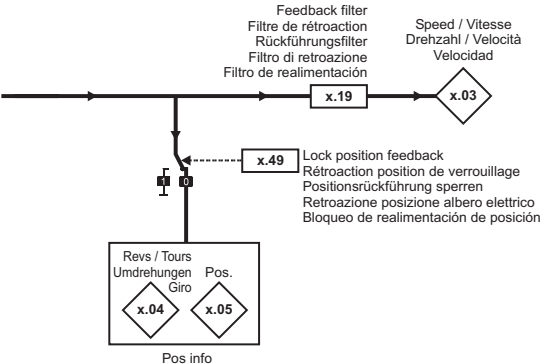 Feedback filter
Filtre de rétroaction
Rückführungsfilter
Filtro di retroazione
Filtro de realimentación
Speed / Vitesse
Drehzahl / Velocità
Velocidad
x.19
x.03
x.49
Lock position feedback
Rétroaction position de verrouillage
Positionsrückführung sperren
Retroazione posizione albero elettrico
Bloqueo de realimentación de posición
1 0
Revs / Tours
Umdrehungen Pos.
Giro
x.04 x.05
Pos info